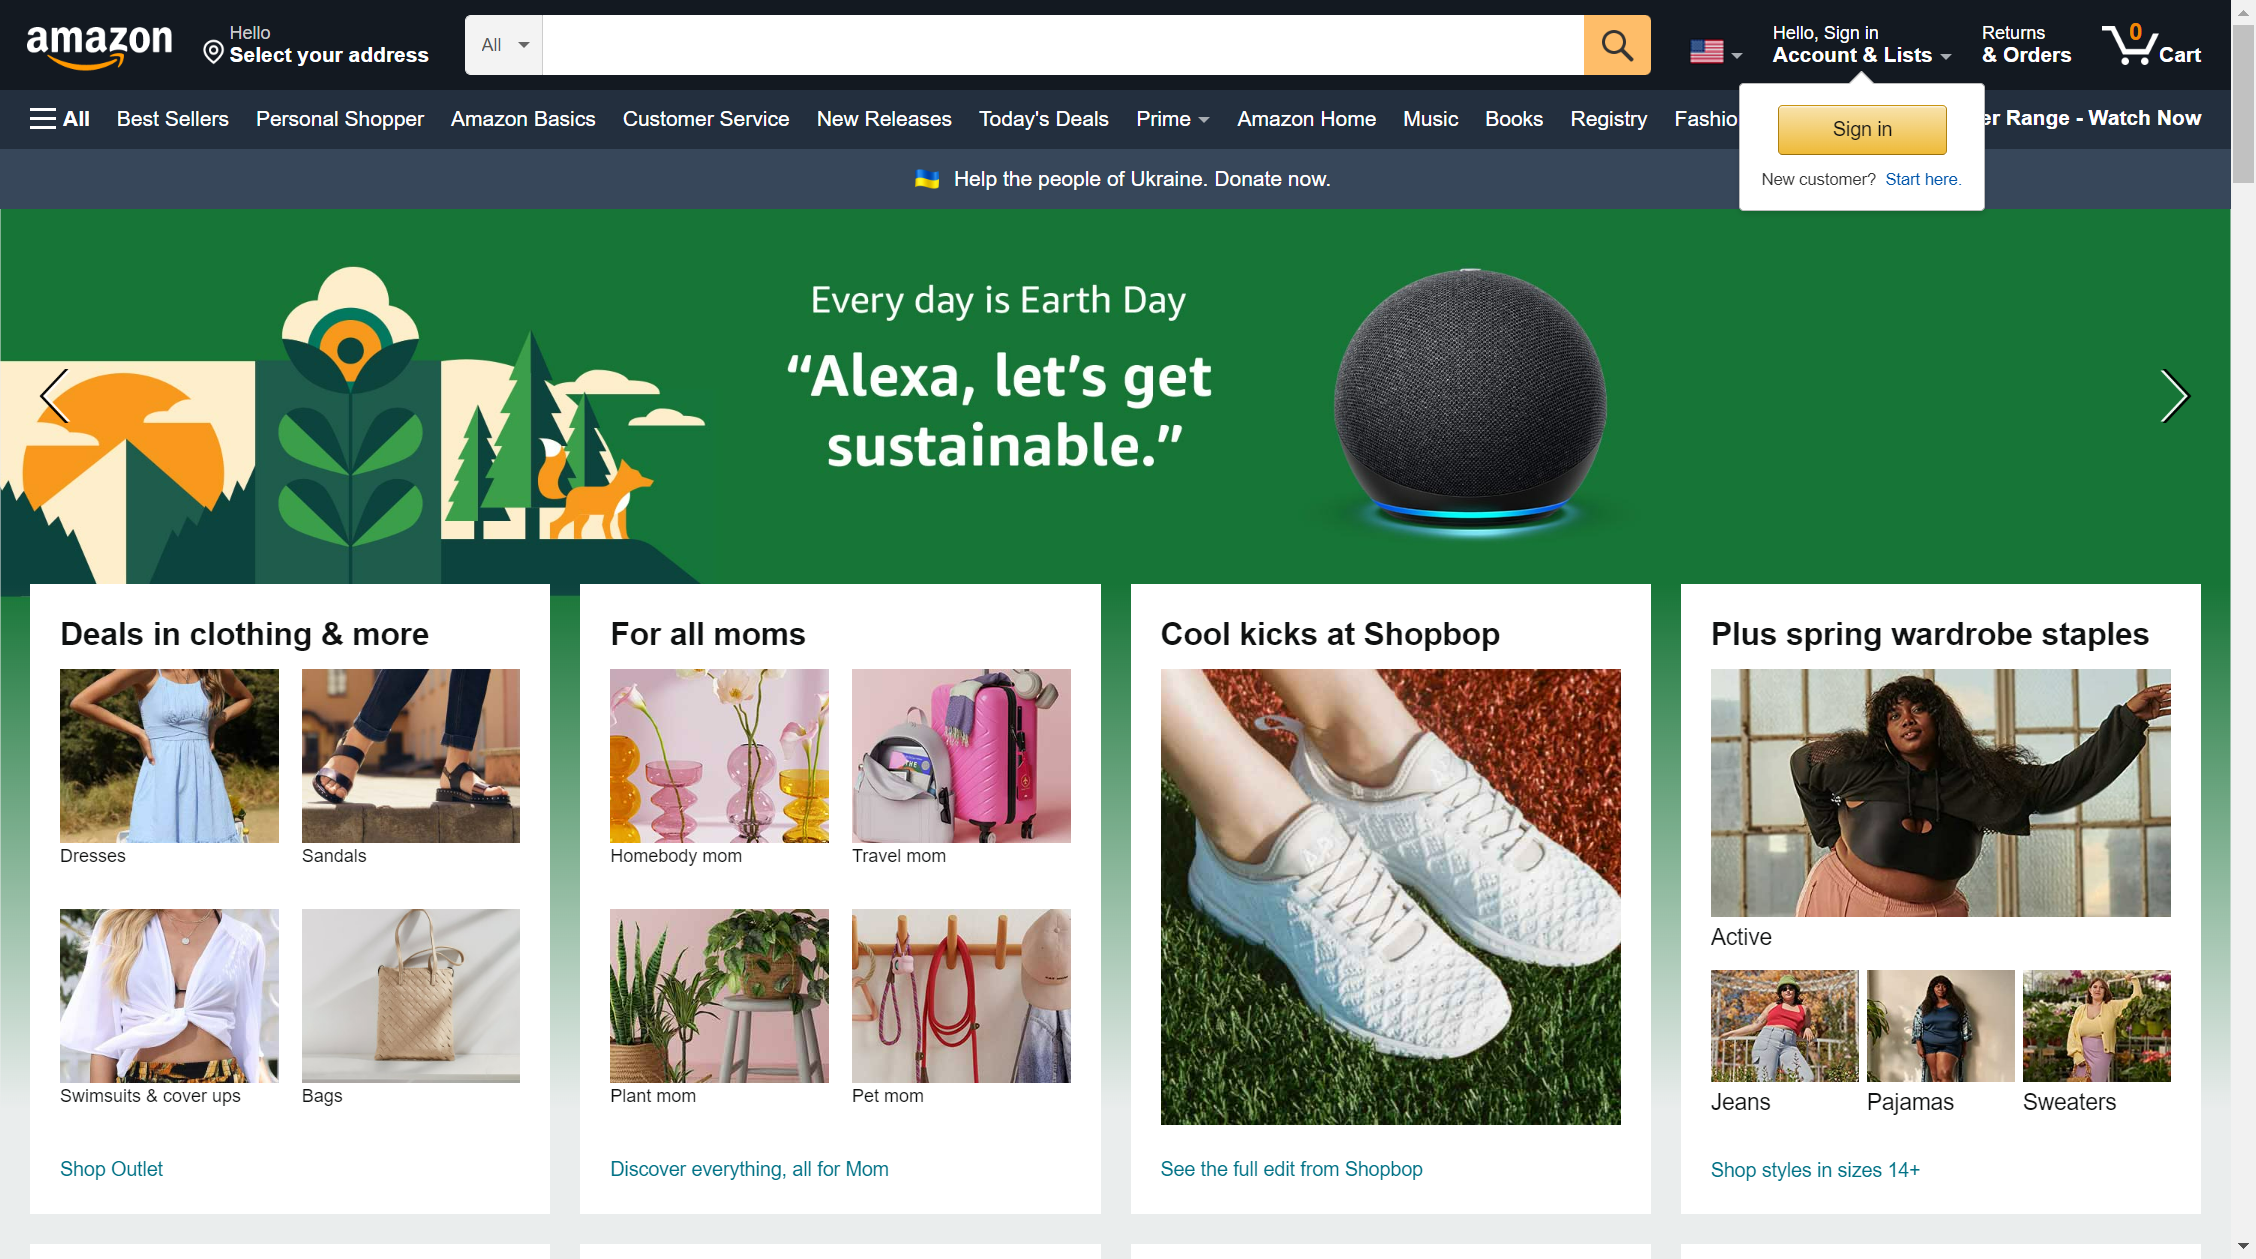 amazon
Hello
Select your address
All
Hello, Sign in
Account & Lists
Returns
& Orders
0
Cart
All
Best Sellers
Personal Shopper
Amazon Basics
Customer Service
New Releases
Today's Deals
Prime
Amazon Home
Music
Books
Registry
Fashio
er Range - Watch Now
Sign in
New customer? Start here.
Help the people of Ukraine. Donate now.
Every day is Earth Day
“Alexa, let’s get
sustainable.”
Deals in clothing & more
Dresses
Sandals
Swimsuits & cover ups
Bags
Shop Outlet
For all moms
Homebody mom
Travel mom
Plant mom
Pet mom
Discover everything, all for Mom
Cool kicks at Shopbop
See the full edit from Shopbop
Plus spring wardrobe staples
Active
Jeans
Pajamas
Sweaters
Shop styles in sizes 14+